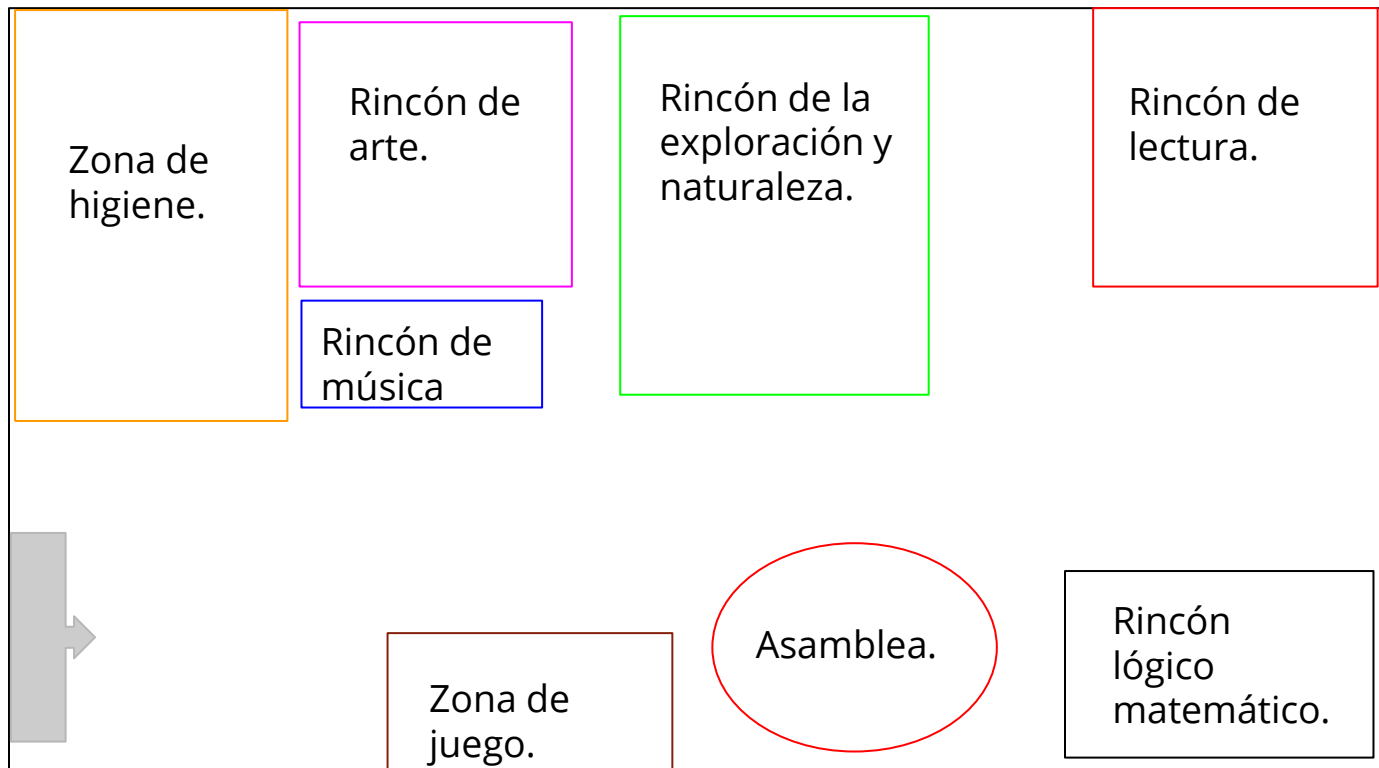 Zona de
higiene.
Rincón de
arte.
Rincón de
música
Rincón de la
exploración y
naturaleza.
Rincón de
lectura.
Zona de
juego.
Asamblea.
Rincón
lógico
matemático.